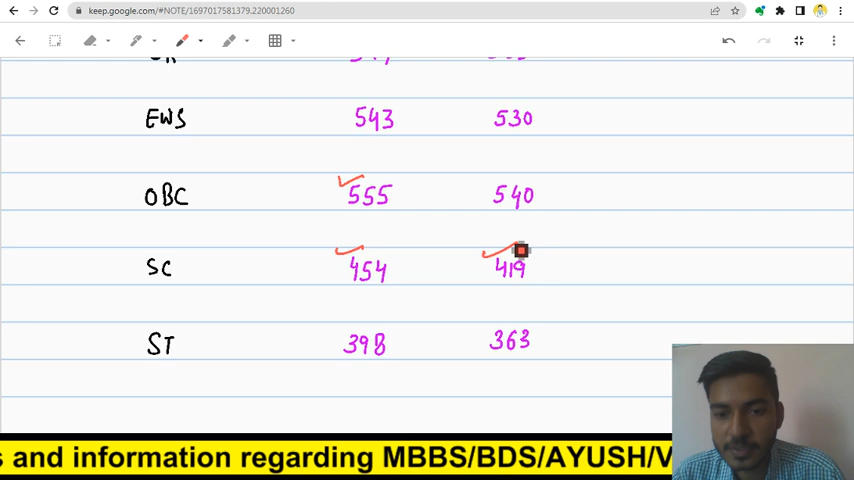 keep.google.com/#NOTE/1697017581379.220001260
EWS 543 530
OBC 555 540
SC 454 419
ST 398 363
s and information regarding MBBS/BDS/AYUSH/V